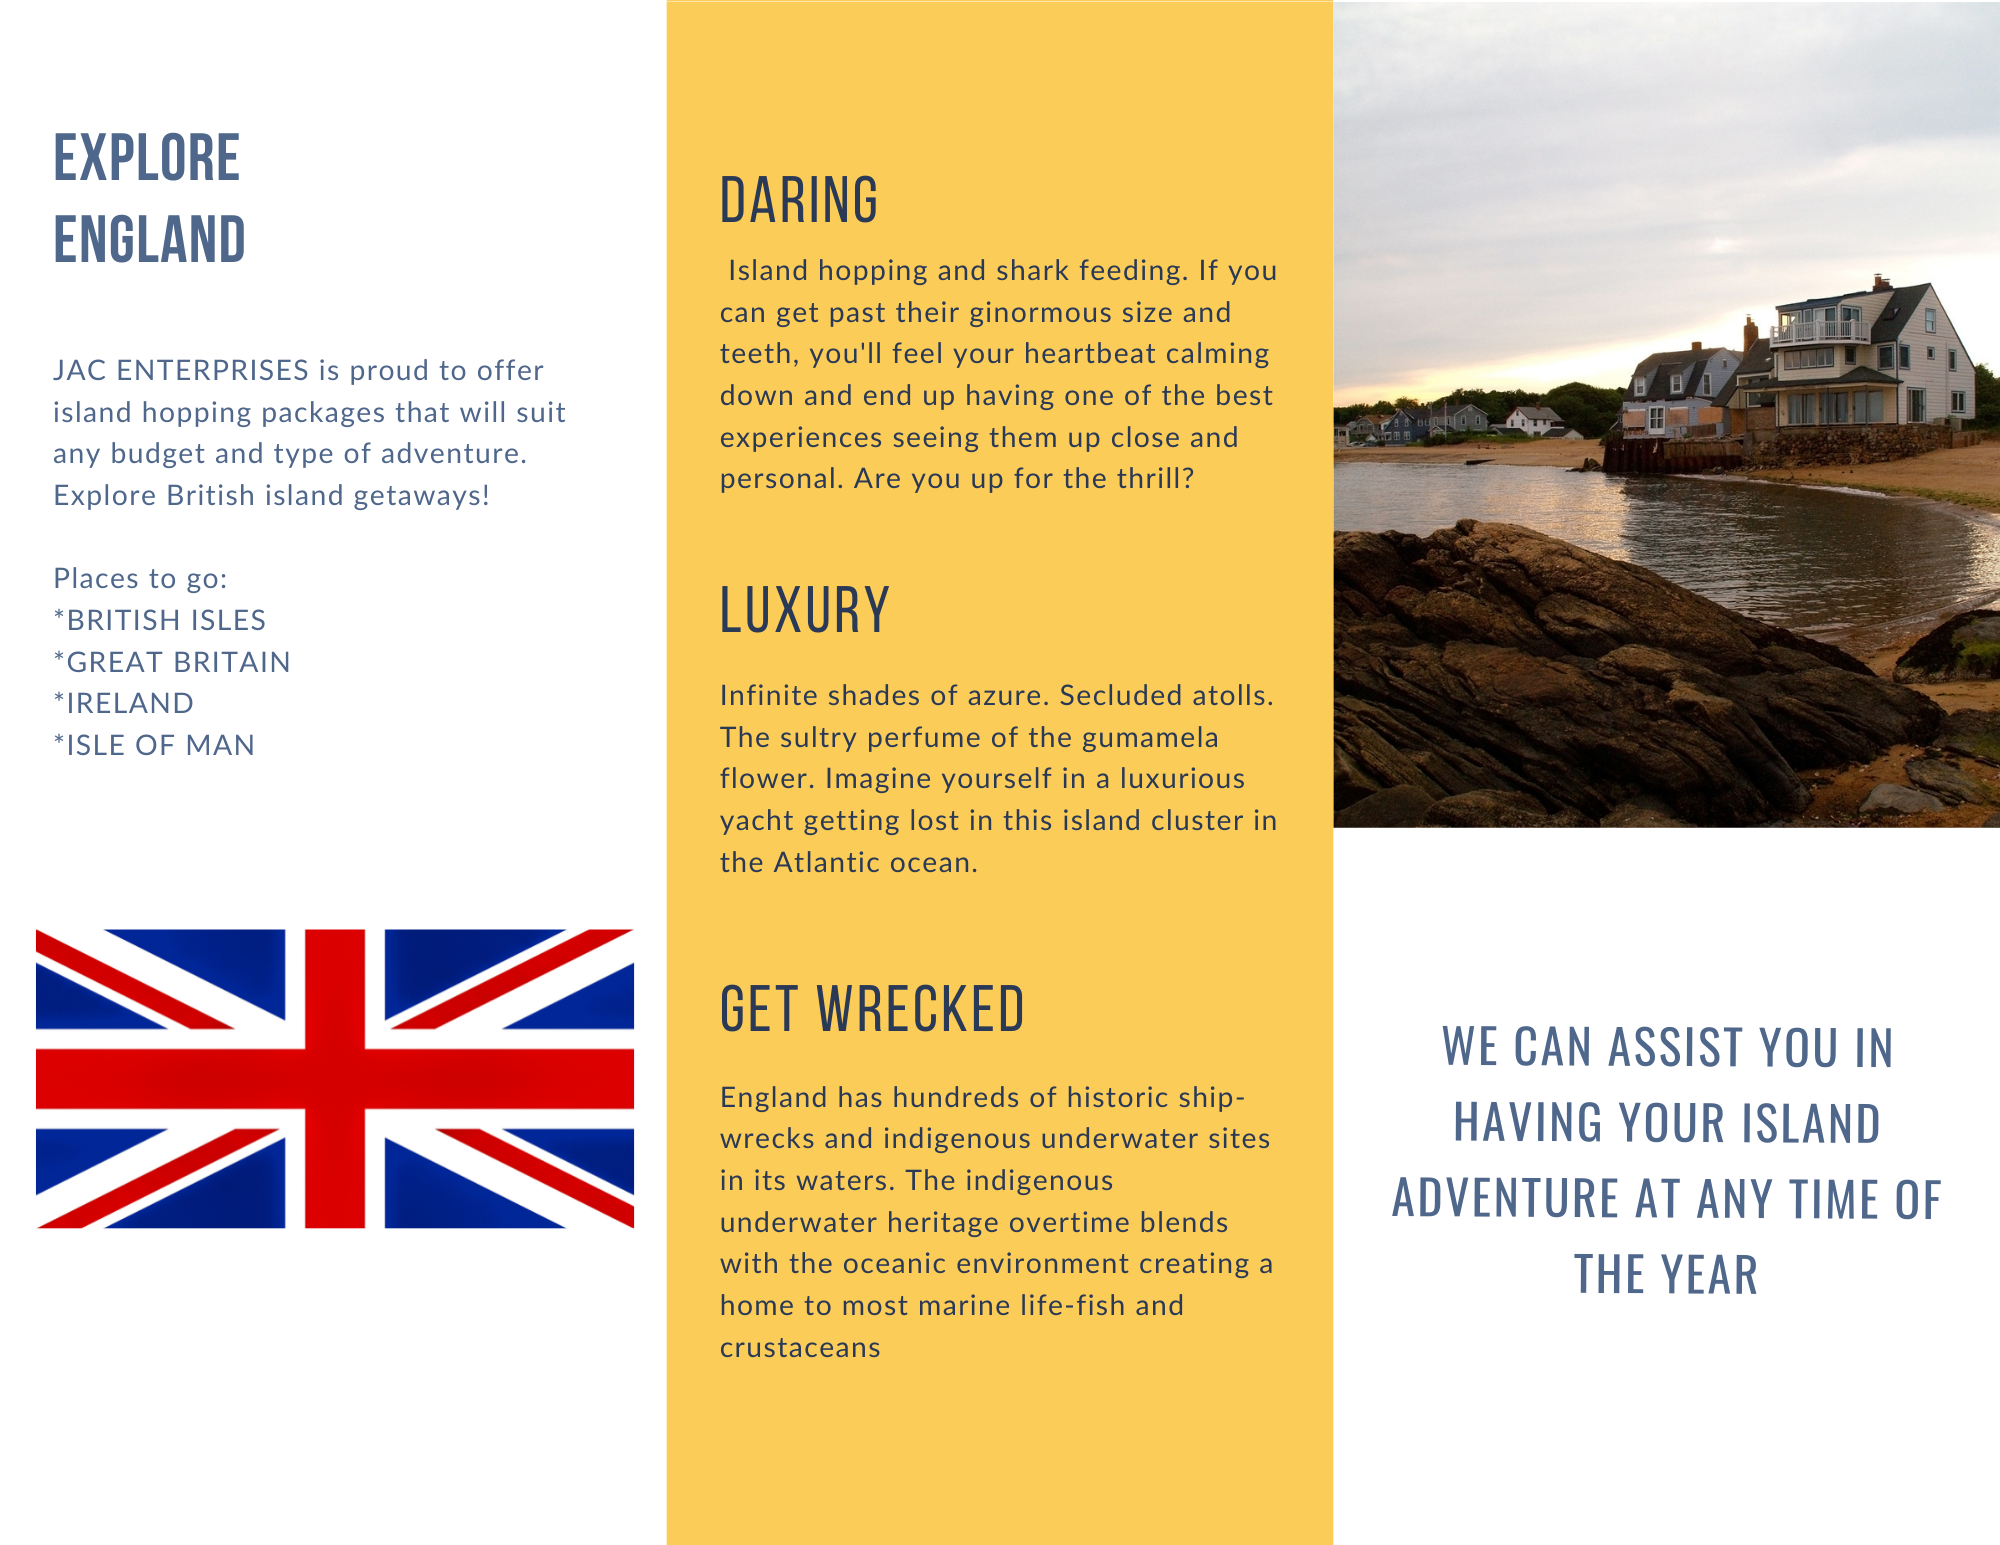 EXPLORE
ENGLAND
JAC ENTERPRISES is proud to offer
island hopping packages that will suit
any budget and type of adventure.
Explore British island getaways!
Places to go:
*BRITISH ISLES
*GREAT BRITAIN
*IRELAND
*ISLE OF MAN
DARING
Island hopping and shark feeding. If you
can get past their ginormous size and
teeth, you'll feel your heartbeat calming
down and end up having one of the best
experiences seeing them up close and
personal. Are you up for the thrill?
LUXURY
Infinite shades of azure. Secluded atolls.
The sultry perfume of the gumamela
flower. Imagine yourself in a luxurious
yacht getting lost in this island cluster in
the Atlantic ocean.
GET WRECKED
England has hundreds of historic ship-
wrecks and indigenous underwater sites
in its waters. The indigenous
underwater heritage overtime blends
with the oceanic environment creating a
home to most marine life-fish and
crustaceans
WE CAN ASSIST YOU IN
HAVING YOUR ISLAND
ADVENTURE AT ANY TIME OF
THE YEAR